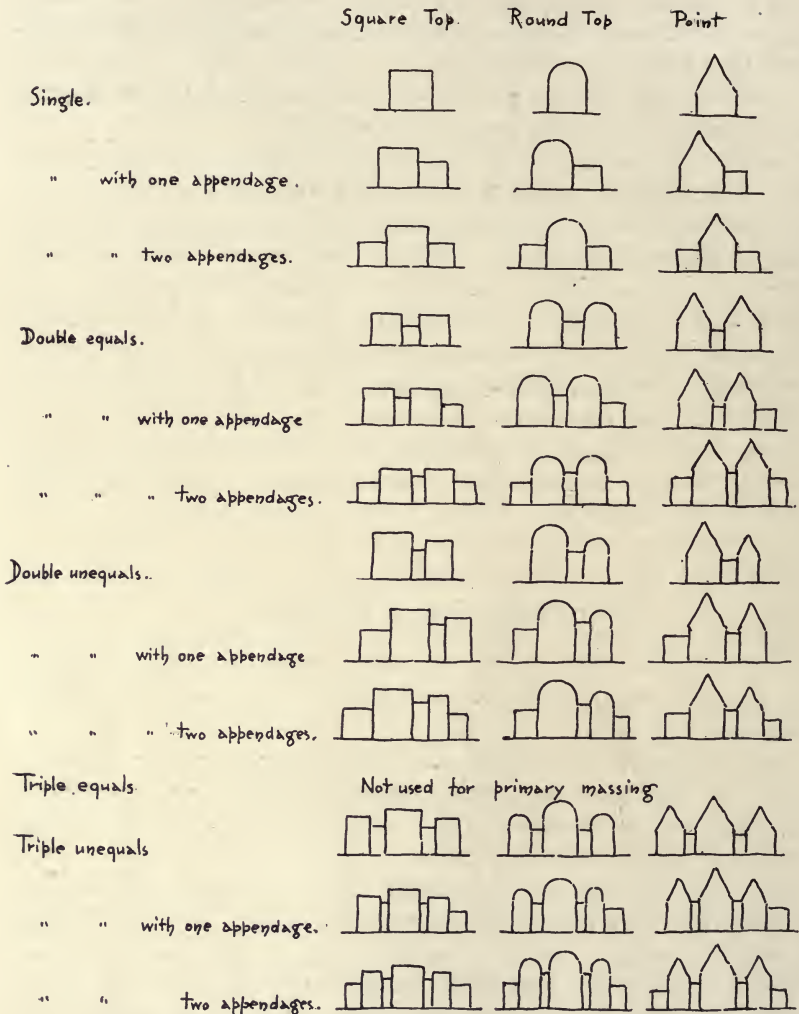 Square Top. Round Top Point
Single.
" with one appendage.
" " two appendages.
Double equals.
" " with one appendage
" " " two appendages.
Double unequals..
" " with one appendage
" " " two appendages.
Triple equals Not used for primary massing
Triple unequals
" " with one appendage.
" " two appendages..